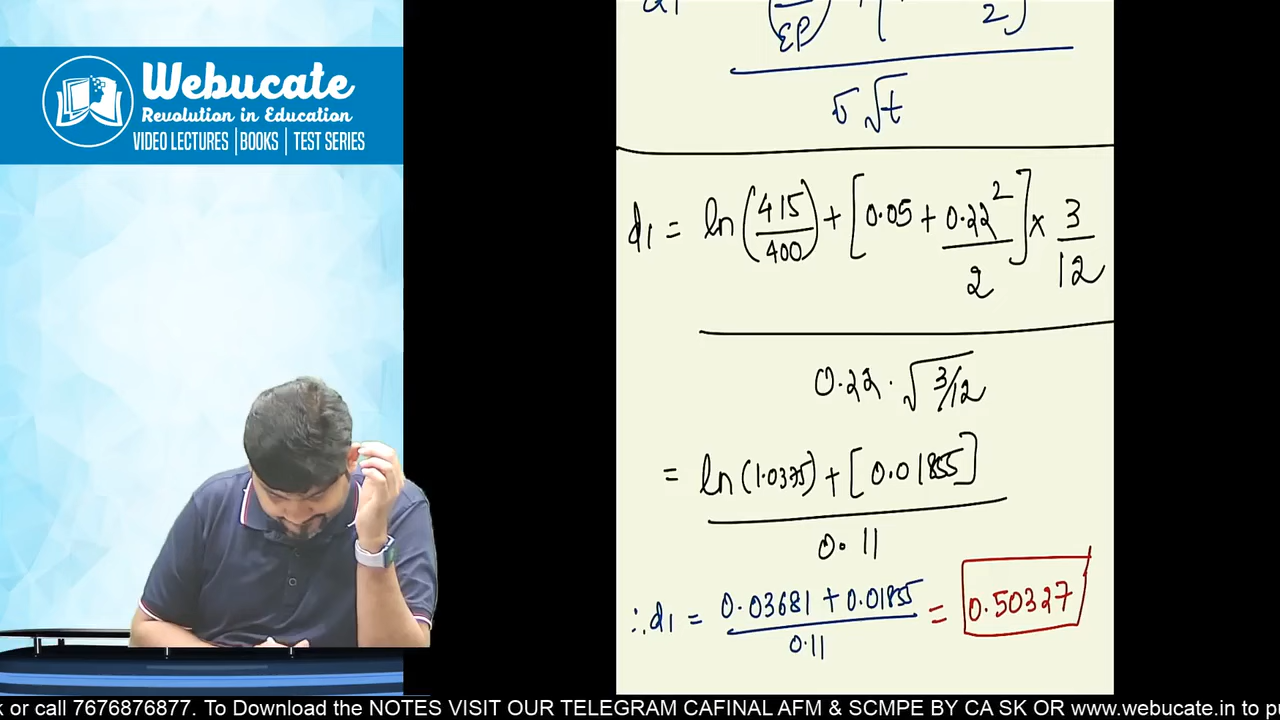 Webucate
Revolution in Education
VIDEO LECTURES | BOOKS | TEST SERIES
(EP)
2
σ √t
d1 = ln (415/400) + [0.05 + 0.22²/2] x 3/12
0.22 . √3/12
= ln (1.0375) + [0.01855]
0.11
∴ d1 = 0.03681 + 0.01855 = 0.50327
0.11
k or call 7676876877. To Download the NOTES VISIT OUR TELEGRAM CAFINAL AFM & SCMPE BY CA SK OR www.webucate.in to p